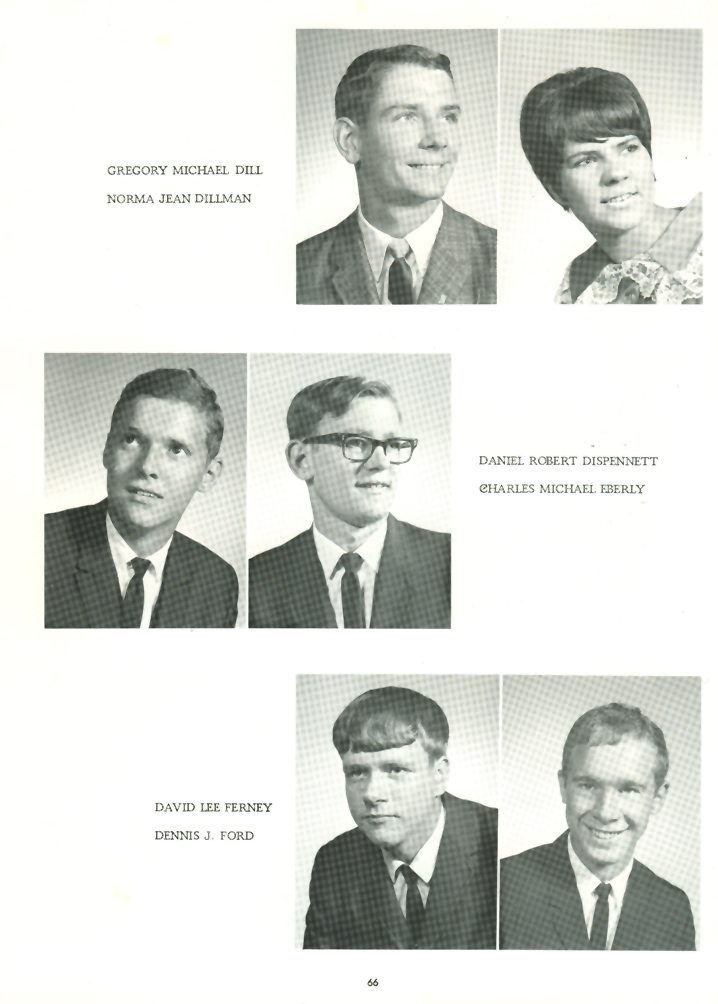 GREGORY MICHAEL DILL
NORMA JEAN DILLMAN
DANIEL ROBERT DISPENNETT
CHARLES MICHAEL EBERLY
DAVID LEE FERNEY
DENNIS J. FORD
66